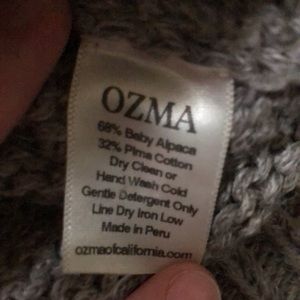 OZMA
68% Baby Alpaca
32% Pima Cotton
Dry Clean or
Hand Wash Cold
Gentle Detergent Only
Line Dry Iron Low
Made in Peru
ozmaofcalifornia.com